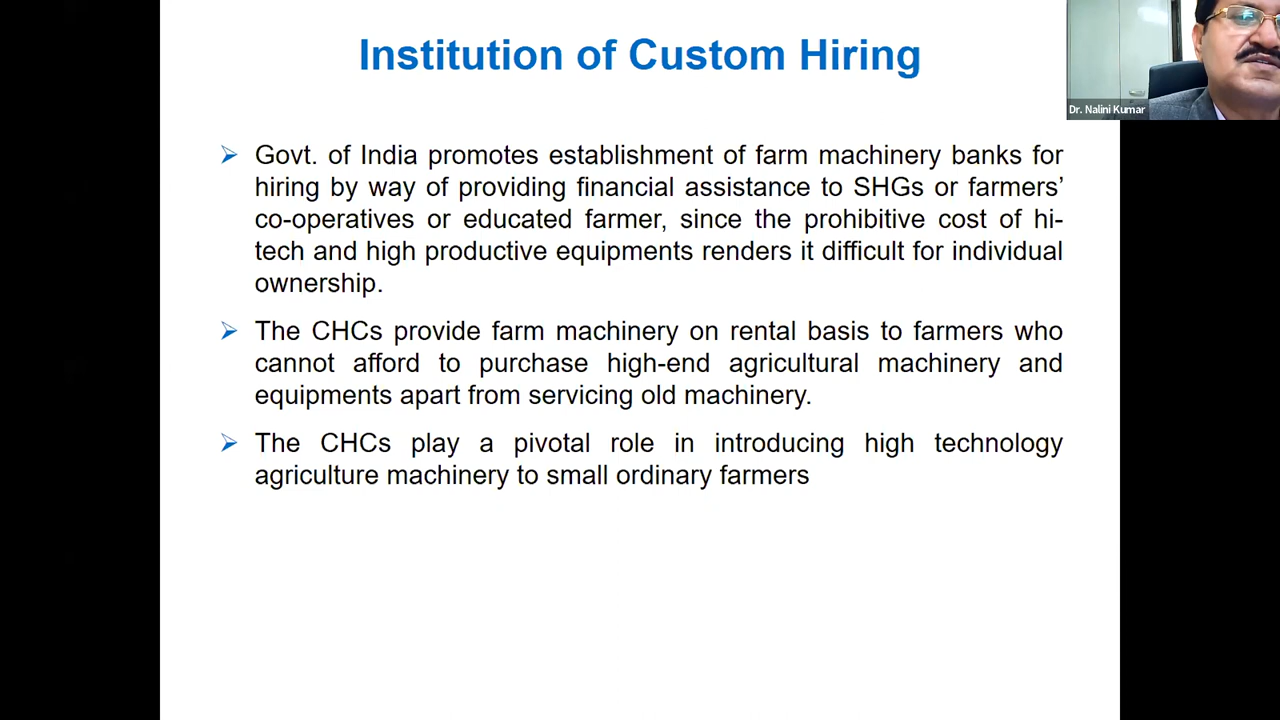 Institution of Custom Hiring
Dr. Nalini Kumar
Govt. of India promotes establishment of farm machinery banks for
hiring by way of providing financial assistance to SHGs or farmers’
co-operatives or educated farmer, since the prohibitive cost of hi-
tech and high productive equipments renders it difficult for individual
ownership.
The CHCs provide farm machinery on rental basis to farmers who
cannot afford to purchase high-end agricultural machinery and
equipments apart from servicing old machinery.
The CHCs play a pivotal role in introducing high technology
agriculture machinery to small ordinary farmers